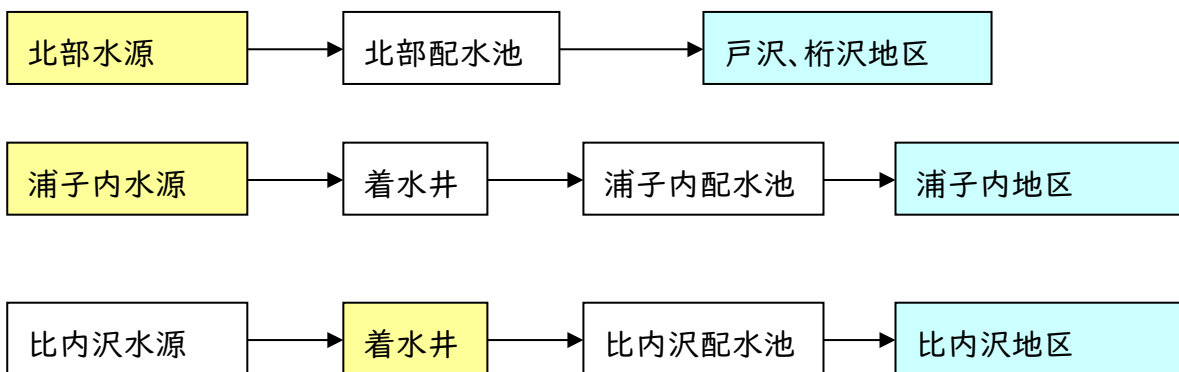 北部水源
北部配水池
戸沢、桁沢地区
浦子内水源
着水井
浦子内配水池
浦子内地区
比内沢水源
着水井
比内沢配水池
比内沢地区